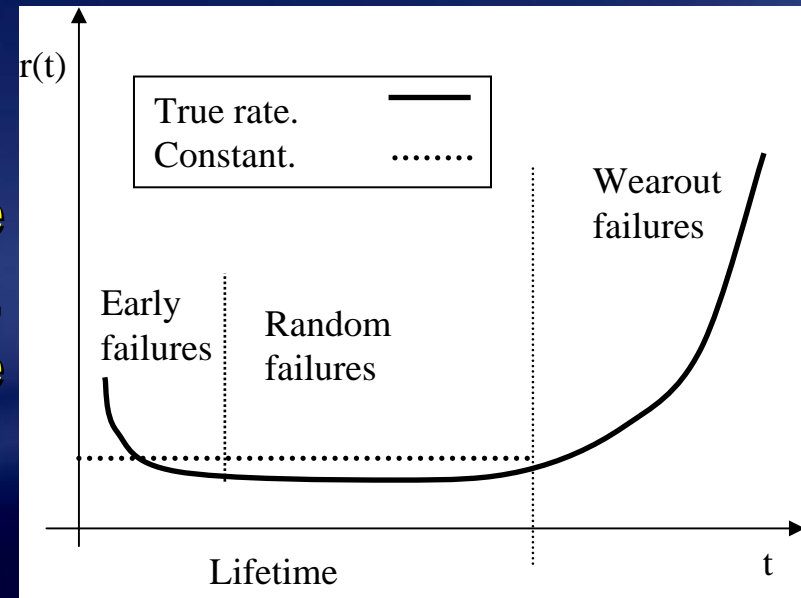 r(t)
True rate.
Constant.
Wearout
failures
Early
failures
Random
failures
Lifetime
t